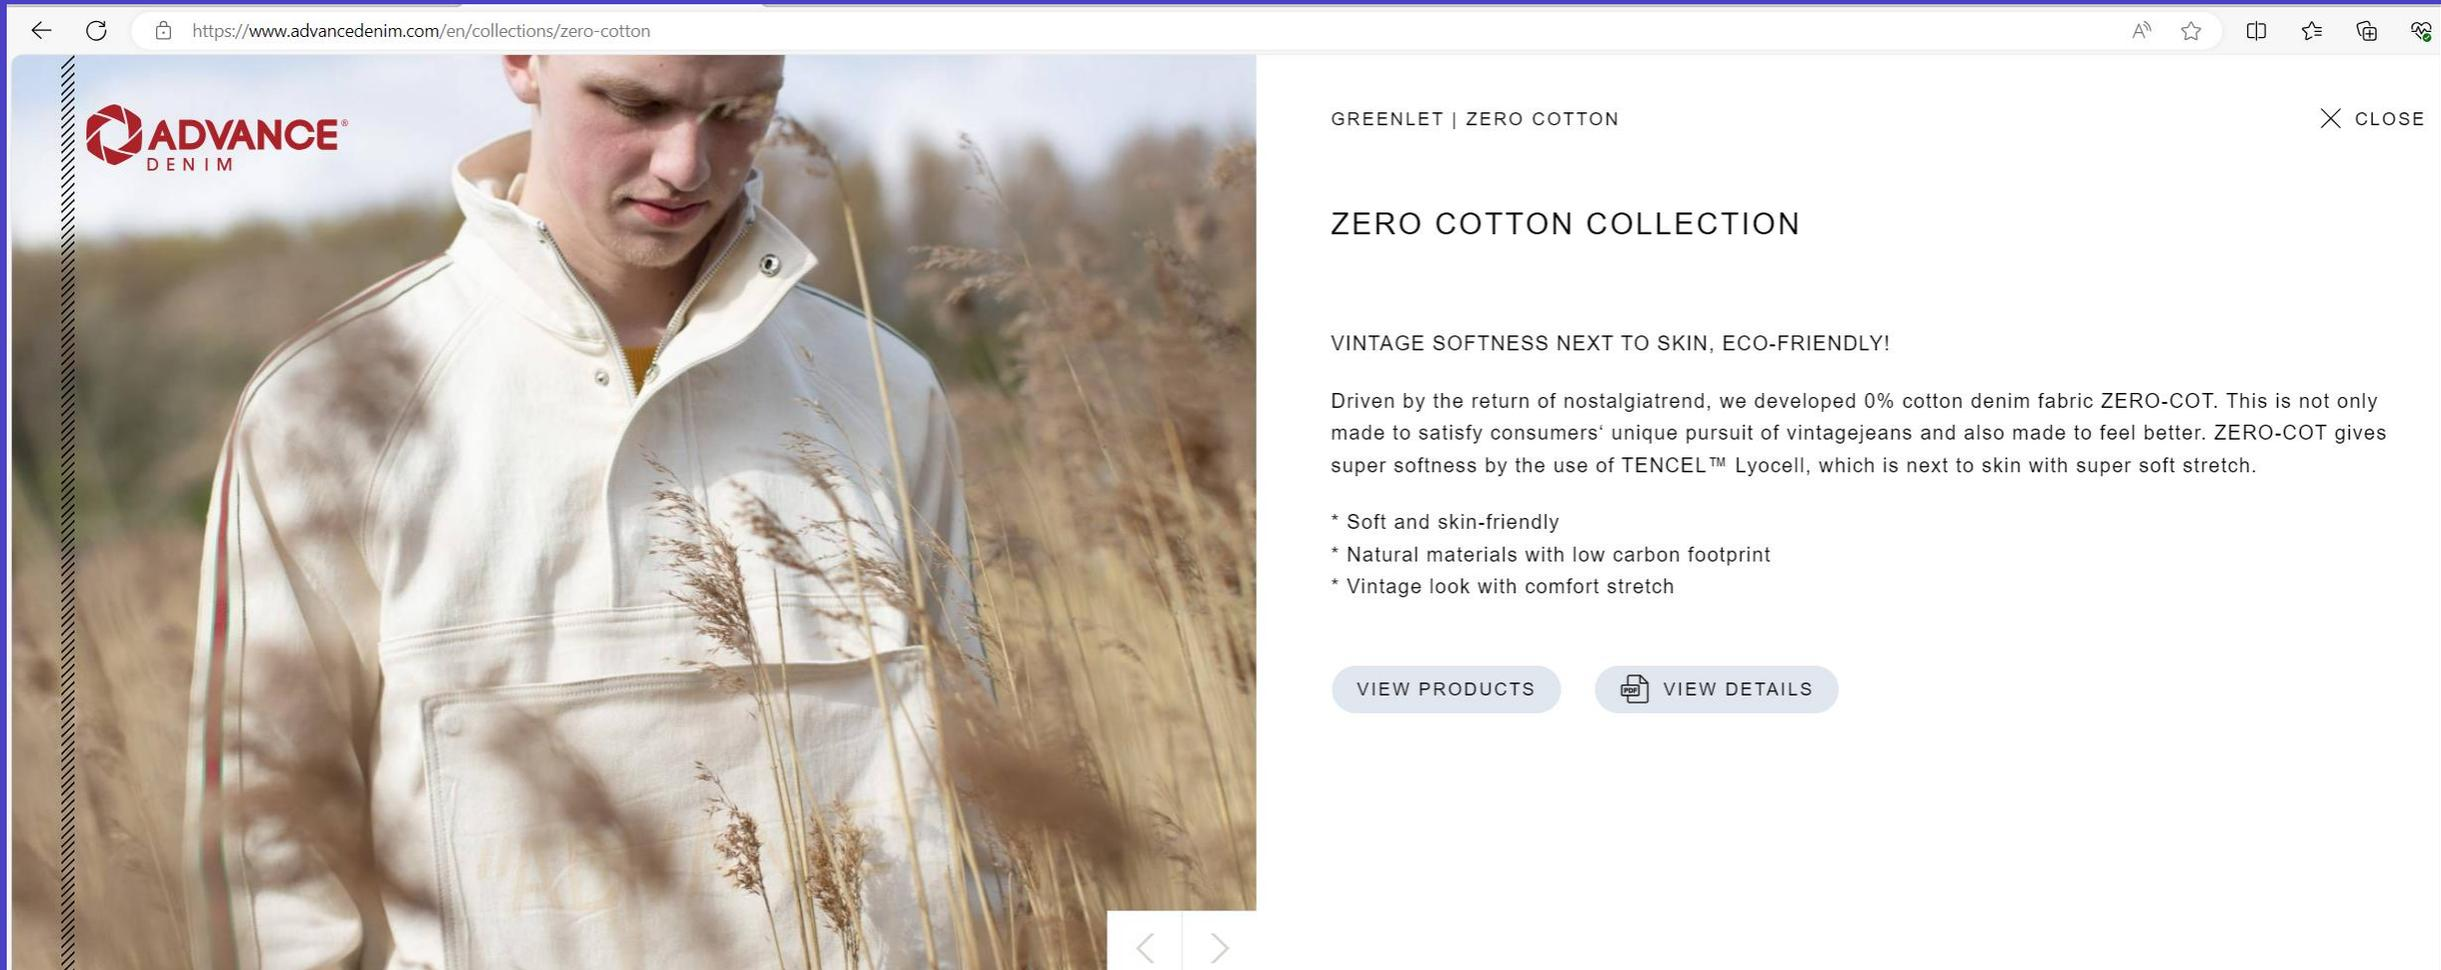 https://www.advancedenim.com/en/collections/zero-cotton
ADVANCE®
DENIM
GREENLET | ZERO COTTON
CLOSE
ZERO COTTON COLLECTION
VINTAGE SOFTNESS NEXT TO SKIN, ECO-FRIENDLY!
Driven by the return of nostalgiatrend, we developed 0% cotton denim fabric ZERO-COT. This is not only
made to satisfy consumers‘ unique pursuit of vintagejeans and also made to feel better. ZERO-COT gives
super softness by the use of TENCEL™ Lyocell, which is next to skin with super soft stretch.
* Soft and skin-friendly
* Natural materials with low carbon footprint
* Vintage look with comfort stretch
VIEW PRODUCTS
PDF VIEW DETAILS